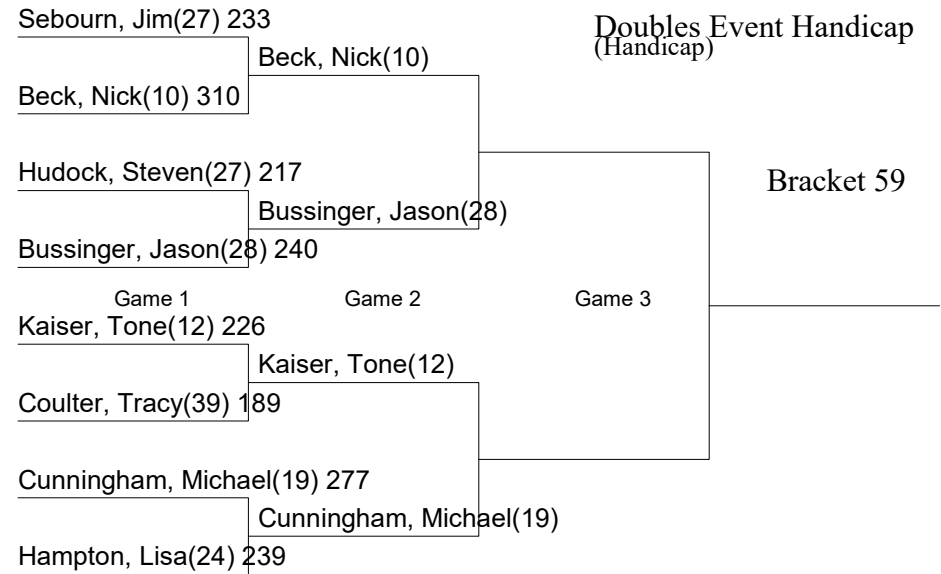 Sebourn, Jim(27) 233
Doubles Event Handicap
(Handicap)
Beck, Nick(10)
Beck, Nick(10) 310
Hudock, Steven(27) 217
Bracket 59
Bussinger, Jason(28)
Bussinger, Jason(28) 240
Game 1
Game 2
Game 3
Kaiser, Tone(12) 226
Kaiser, Tone(12)
Coulter, Tracy(39) 189
Cunningham, Michael(19) 277
Cunningham, Michael(19)
Hampton, Lisa(24) 239